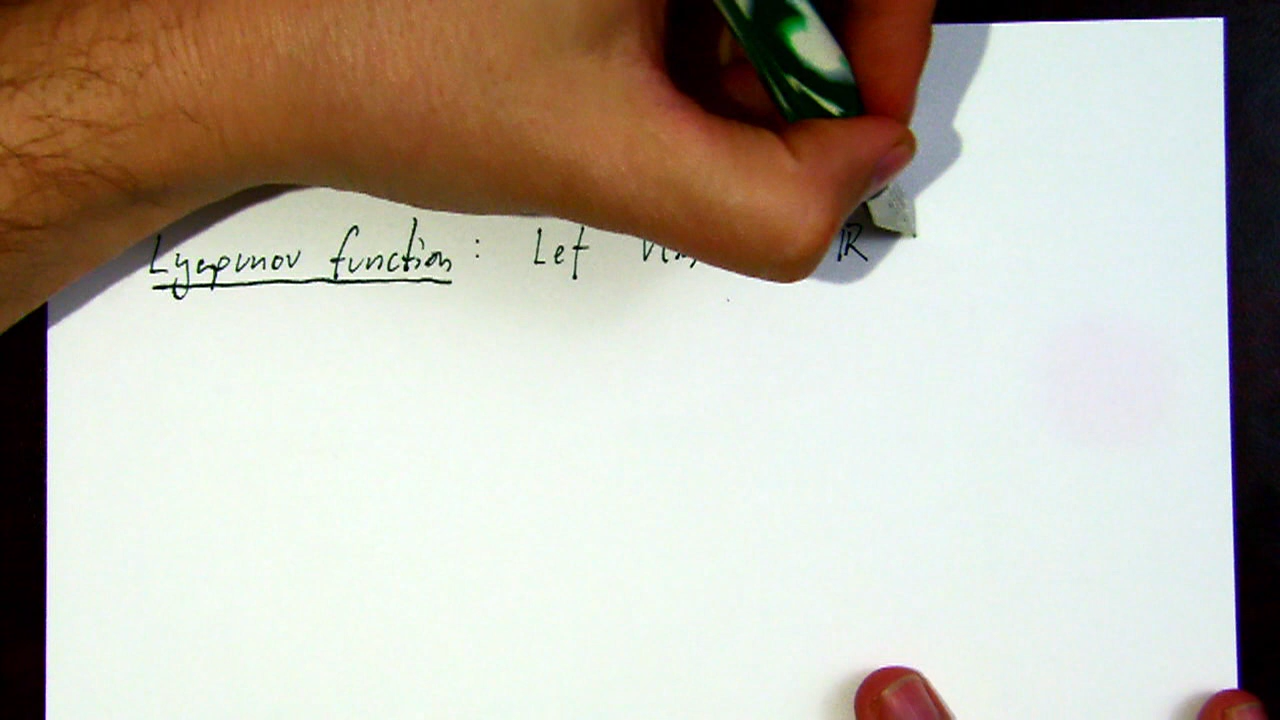 Lyapunov function : Let V(x, ℝ